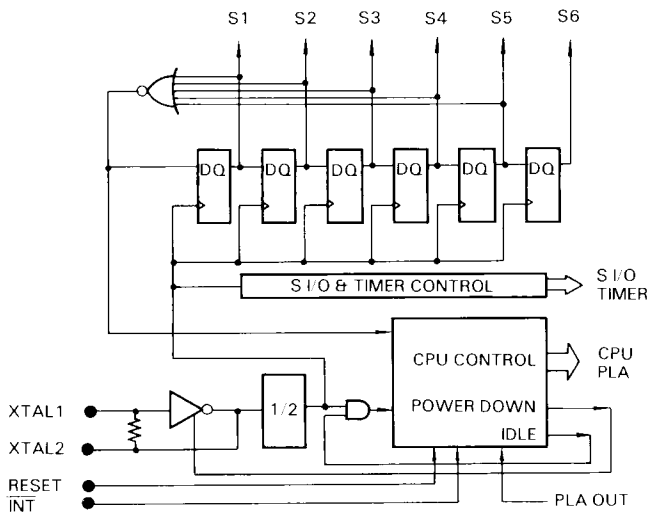 S1 S2 S3 S4 S5 S6
DQ DQ DQ DQ DQ DQ
S I/O & TIMER CONTROL
S I/O
TIMER
CPU CONTROL
CPU
PLA
XTAL1
1/2
POWER DOWN
XTAL2
IDLE
RESET
INT
PLA OUT